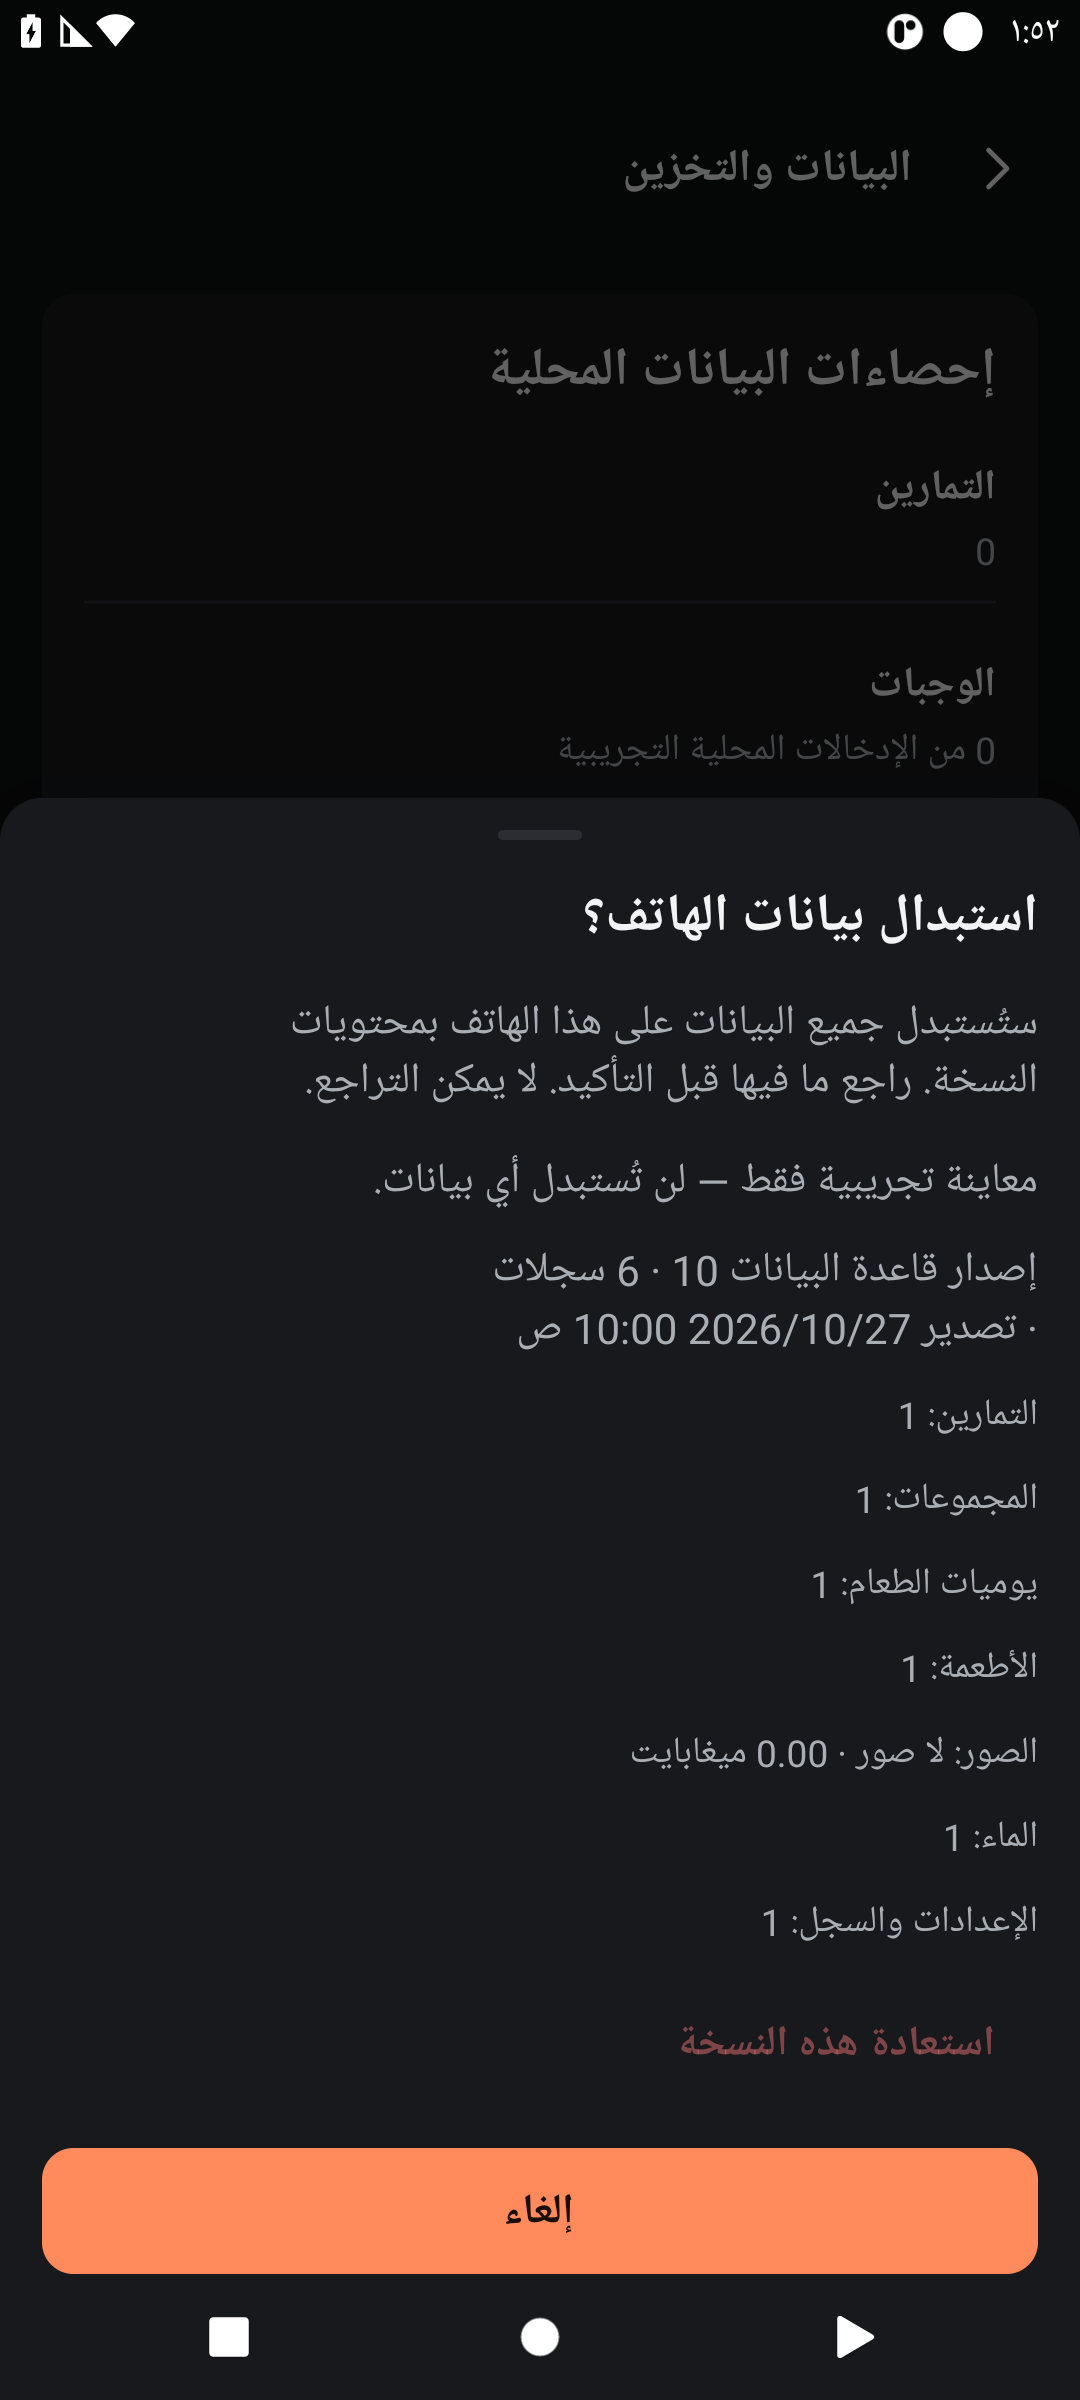 ١:٥٢
البيانات والتخزين
إحصاءات البيانات المحلية
التمارين
0
الوجبات
0 من الإدخالات المحلية التجريبية
استبدال بيانات الهاتف؟
ستُستبدل جميع البيانات على هذا الهاتف بمحتويات
النسخة. راجع ما فيها قبل التأكيد. لا يمكن التراجع.
معاينة تجريبية فقط — لن تُستبدل أي بيانات.
إصدار قاعدة البيانات 10 · 6 سجلات
· تصدير 27‏/10‏/2026 10:00 ص
التمارين: 1
المجموعات: 1
يوميات الطعام: 1
الأطعمة: 1
الصور: لا صور · 0.00 ميغابايت
الماء: 1
الإعدادات والسجل: 1
استعادة هذه النسخة
إلغاء